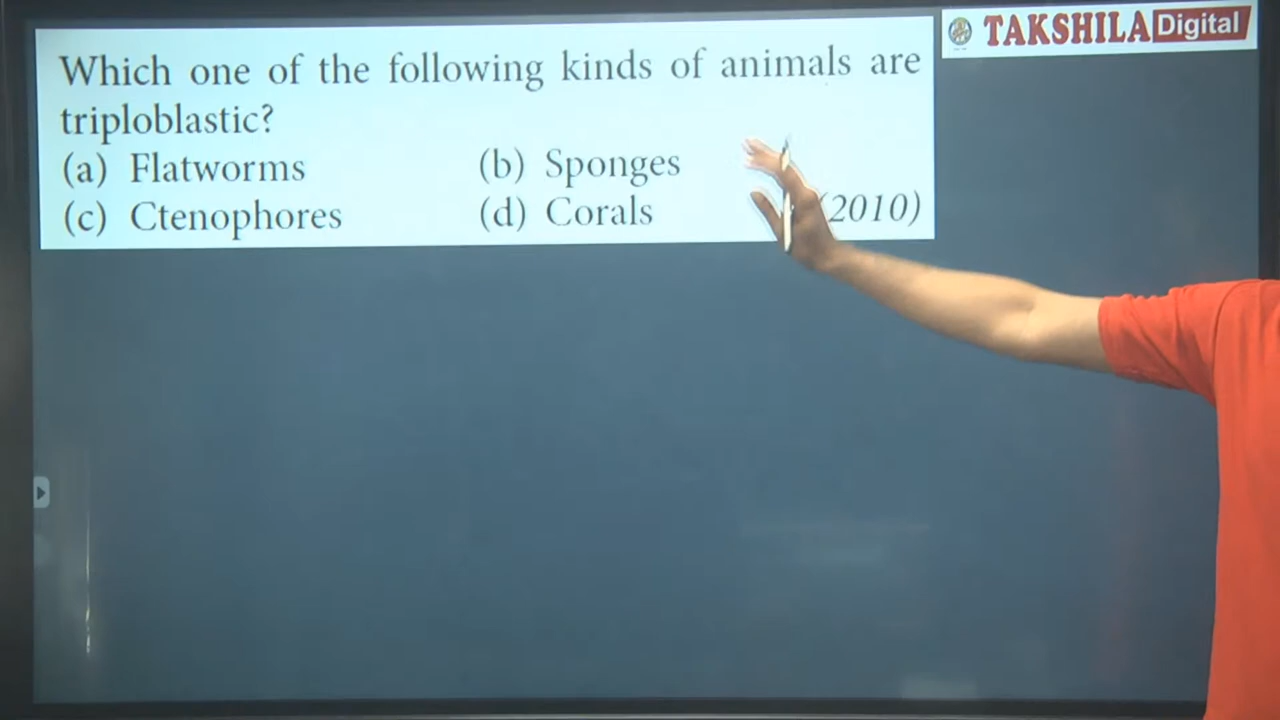 TAKSHILA Digital
Which one of the following kinds of animals are
triploblastic?
(a) Flatworms (b) Sponges
(c) Ctenophores (d) Corals (2010)